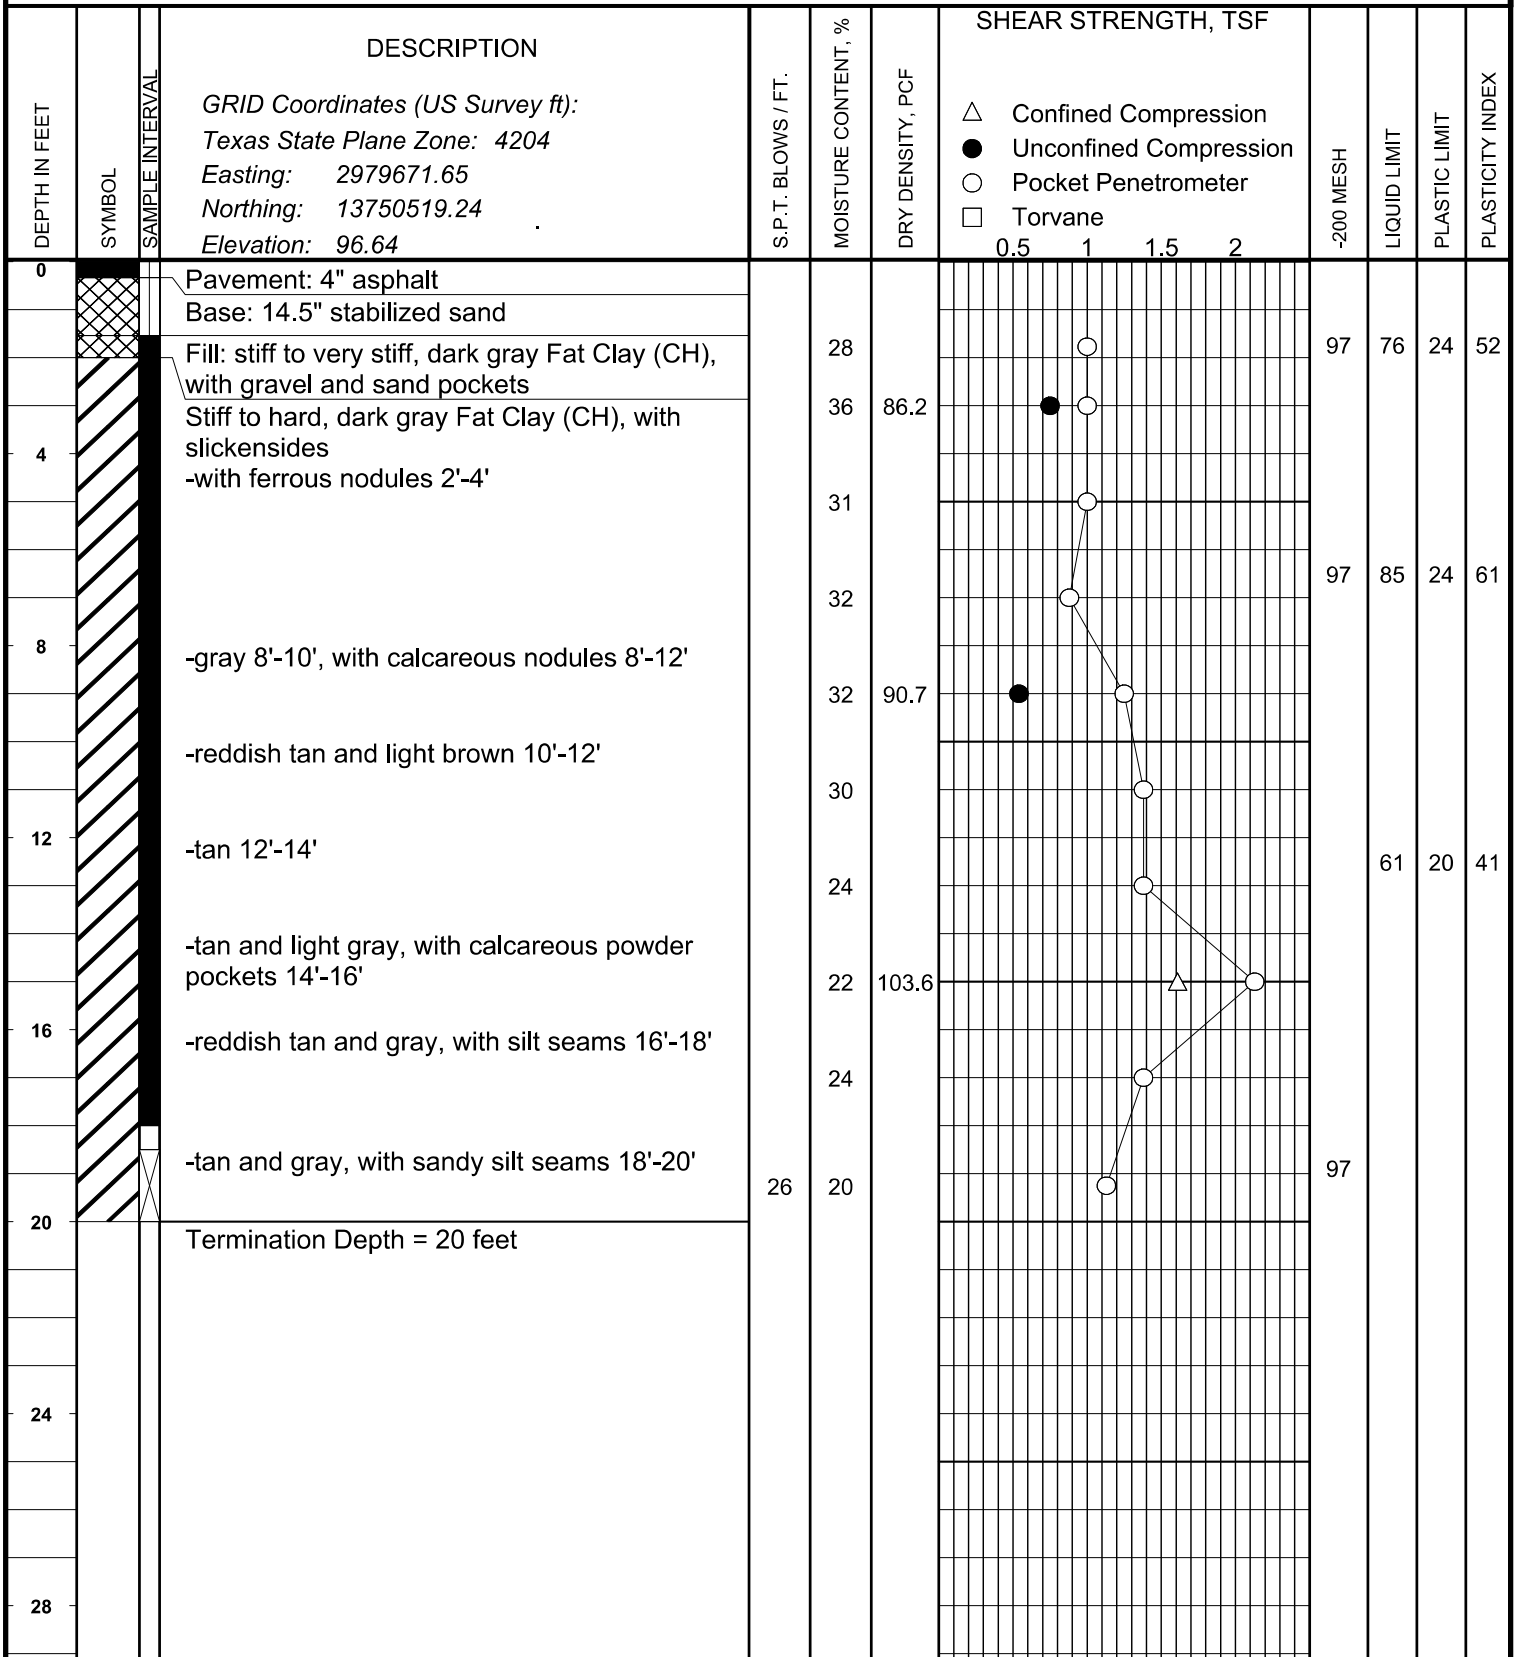 SHEAR STRENGTH, TSF
DESCRIPTION
GRID Coordinates (US Survey ft):
Texas State Plane Zone: 4204
Easting: 2979671.65
Northing: 13750519.24
Elevation: 96.64
DEPTH IN FEET
SYMBOL
SAMPLE INTERVAL
S.P.T. BLOWS / FT.
MOISTURE CONTENT, %
DRY DENSITY, PCF
Confined Compression
Unconfined Compression
Pocket Penetrometer
Torvane
0.5 1 1.5 2
-200 MESH
LIQUID LIMIT
PLASTIC LIMIT
PLASTICITY INDEX
0
Pavement: 4" asphalt
Base: 14.5" stabilized sand
Fill: stiff to very stiff, dark gray Fat Clay (CH),
with gravel and sand pockets
28 97 76 24 52
Stiff to hard, dark gray Fat Clay (CH), with
slickensides
36 86.2
4
-with ferrous nodules 2'-4'
31
97 85 24 61
32
8
-gray 8'-10', with calcareous nodules 8'-12'
32 90.7
-reddish tan and light brown 10'-12'
30
12
-tan 12'-14'
61 20 41
24
-tan and light gray, with calcareous powder
pockets 14'-16'
22 103.6
16
-reddish tan and gray, with silt seams 16'-18'
24
-tan and gray, with sandy silt seams 18'-20'
97
26 20
20
Termination Depth = 20 feet
24
28